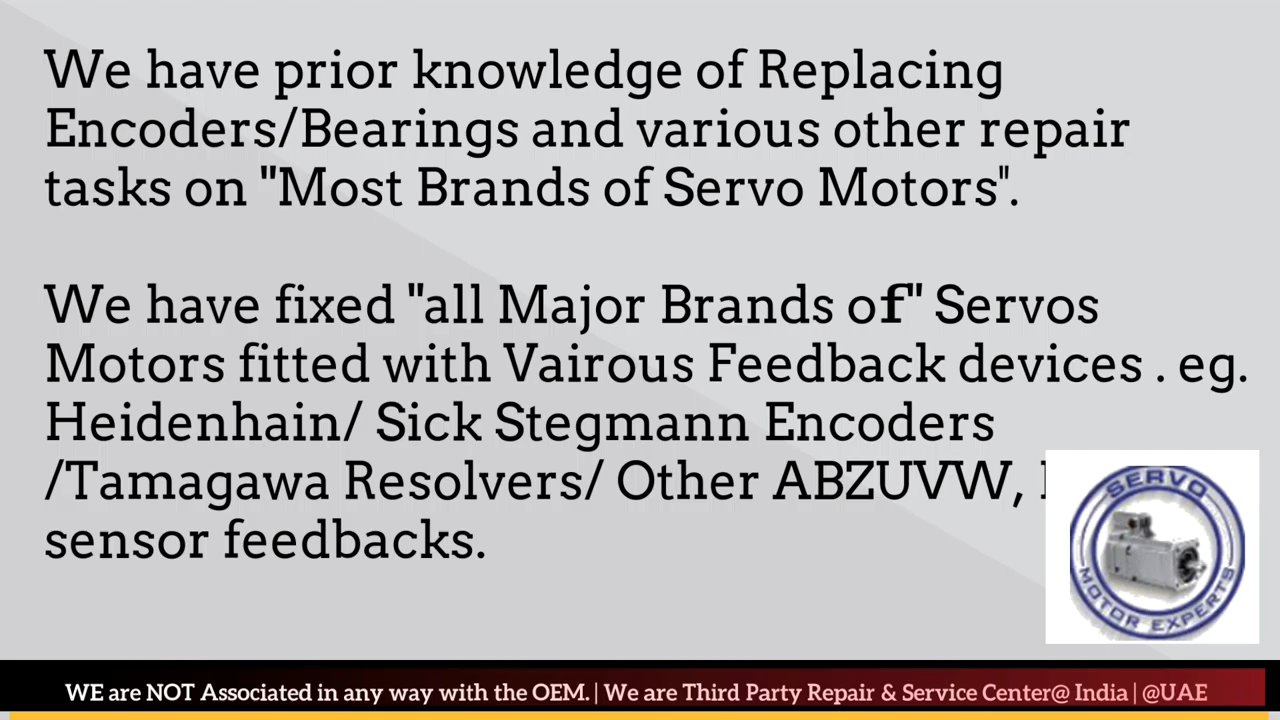 We have prior knowledge of Replacing
Encoders/Bearings and various other repair
tasks on "Most Brands of Servo Motors".
We have fixed "all Major Brands of" Servos
Motors fitted with Vairous Feedback devices . eg.
Heidenhain/ Sick Stegmann Encoders
/Tamagawa Resolvers/ Other ABZUVW,
sensor feedbacks.
SERVO
MOTOR EXPERTS
WE are NOT Associated in any way with the OEM. | We are Third Party Repair & Service Center@ India | @UAE